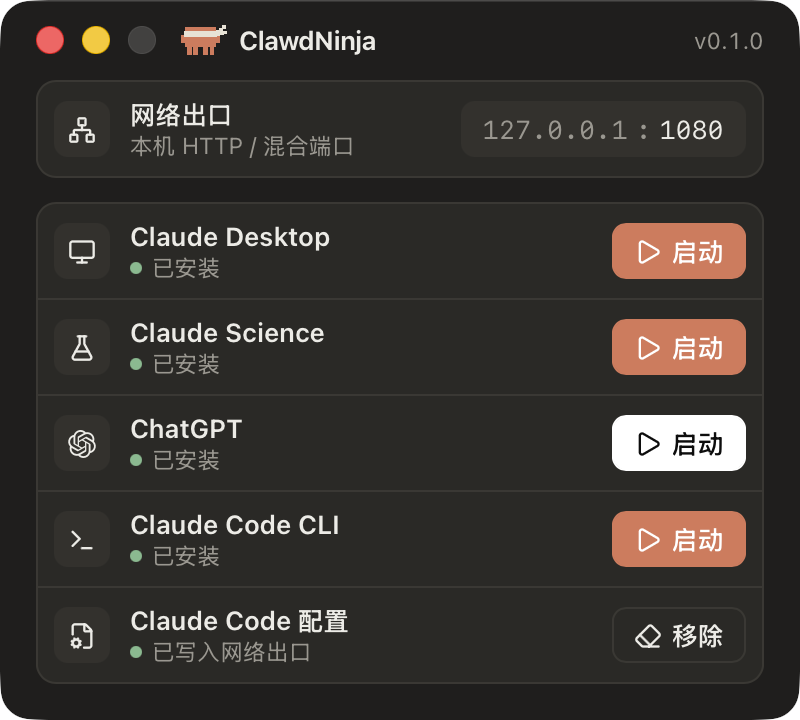 ClawdNinja
v0.1.0
网络出口
本机 HTTP / 混合端口
127.0.0.1 : 1080
Claude Desktop
已安装
启动
Claude Science
已安装
启动
ChatGPT
已安装
启动
Claude Code CLI
已安装
启动
Claude Code 配置
已写入网络出口
移除